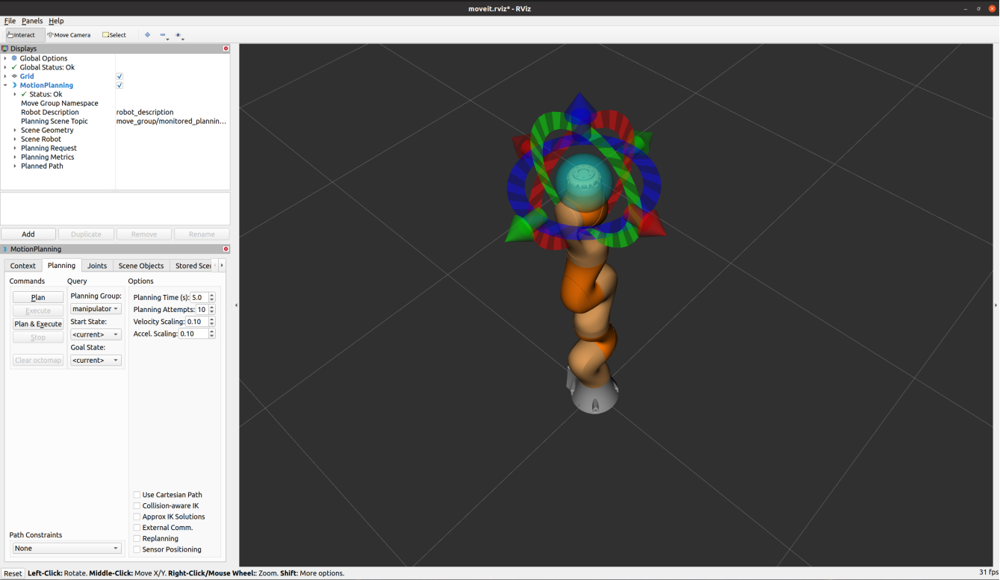 moveit.rviz* - RViz
File Panels Help
Interact Move Camera Select
Displays
Global Options
Global Status: Ok
Grid
MotionPlanning
Status: Ok
Move Group Namespace
Robot Description robot_description
Planning Scene Topic move_group/monitored_plannin...
Scene Geometry
Scene Robot
Planning Request
Planning Metrics
Planned Path
Add Duplicate Remove Rename
MotionPlanning
Context Planning Joints Scene Objects Stored Scen
Commands Query Options
Plan
Execute
Plan & Execute
Stop
Clear octomap
Planning Group:
manipulator
Start State:
<current>
Goal State:
<current>
Planning Time (s): 5.0
Planning Attempts: 10
Velocity Scaling: 0.10
Accel. Scaling: 0.10
Use Cartesian Path
Collision-aware IK
Approx IK Solutions
External Comm.
Replanning
Sensor Positioning
Path Constraints
None
Reset Left-Click: Rotate. Middle-Click: Move X/Y. Right-Click/Mouse Wheel:: Zoom. Shift: More options. 31 fps